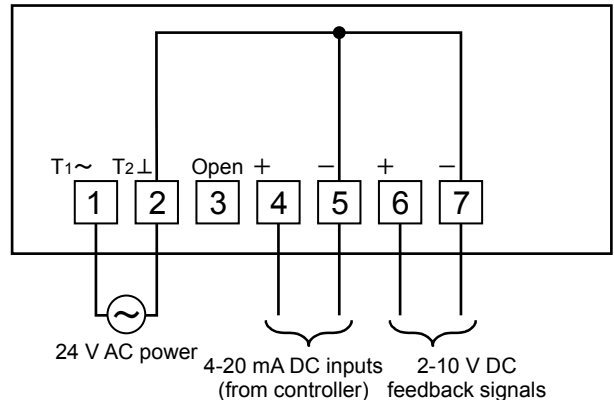 T1~ T2⊥ Open + − + −
1 2 3 4 5 6 7
~
24 V AC power
4-20 mA DC inputs
(from controller)
2-10 V DC
feedback signals